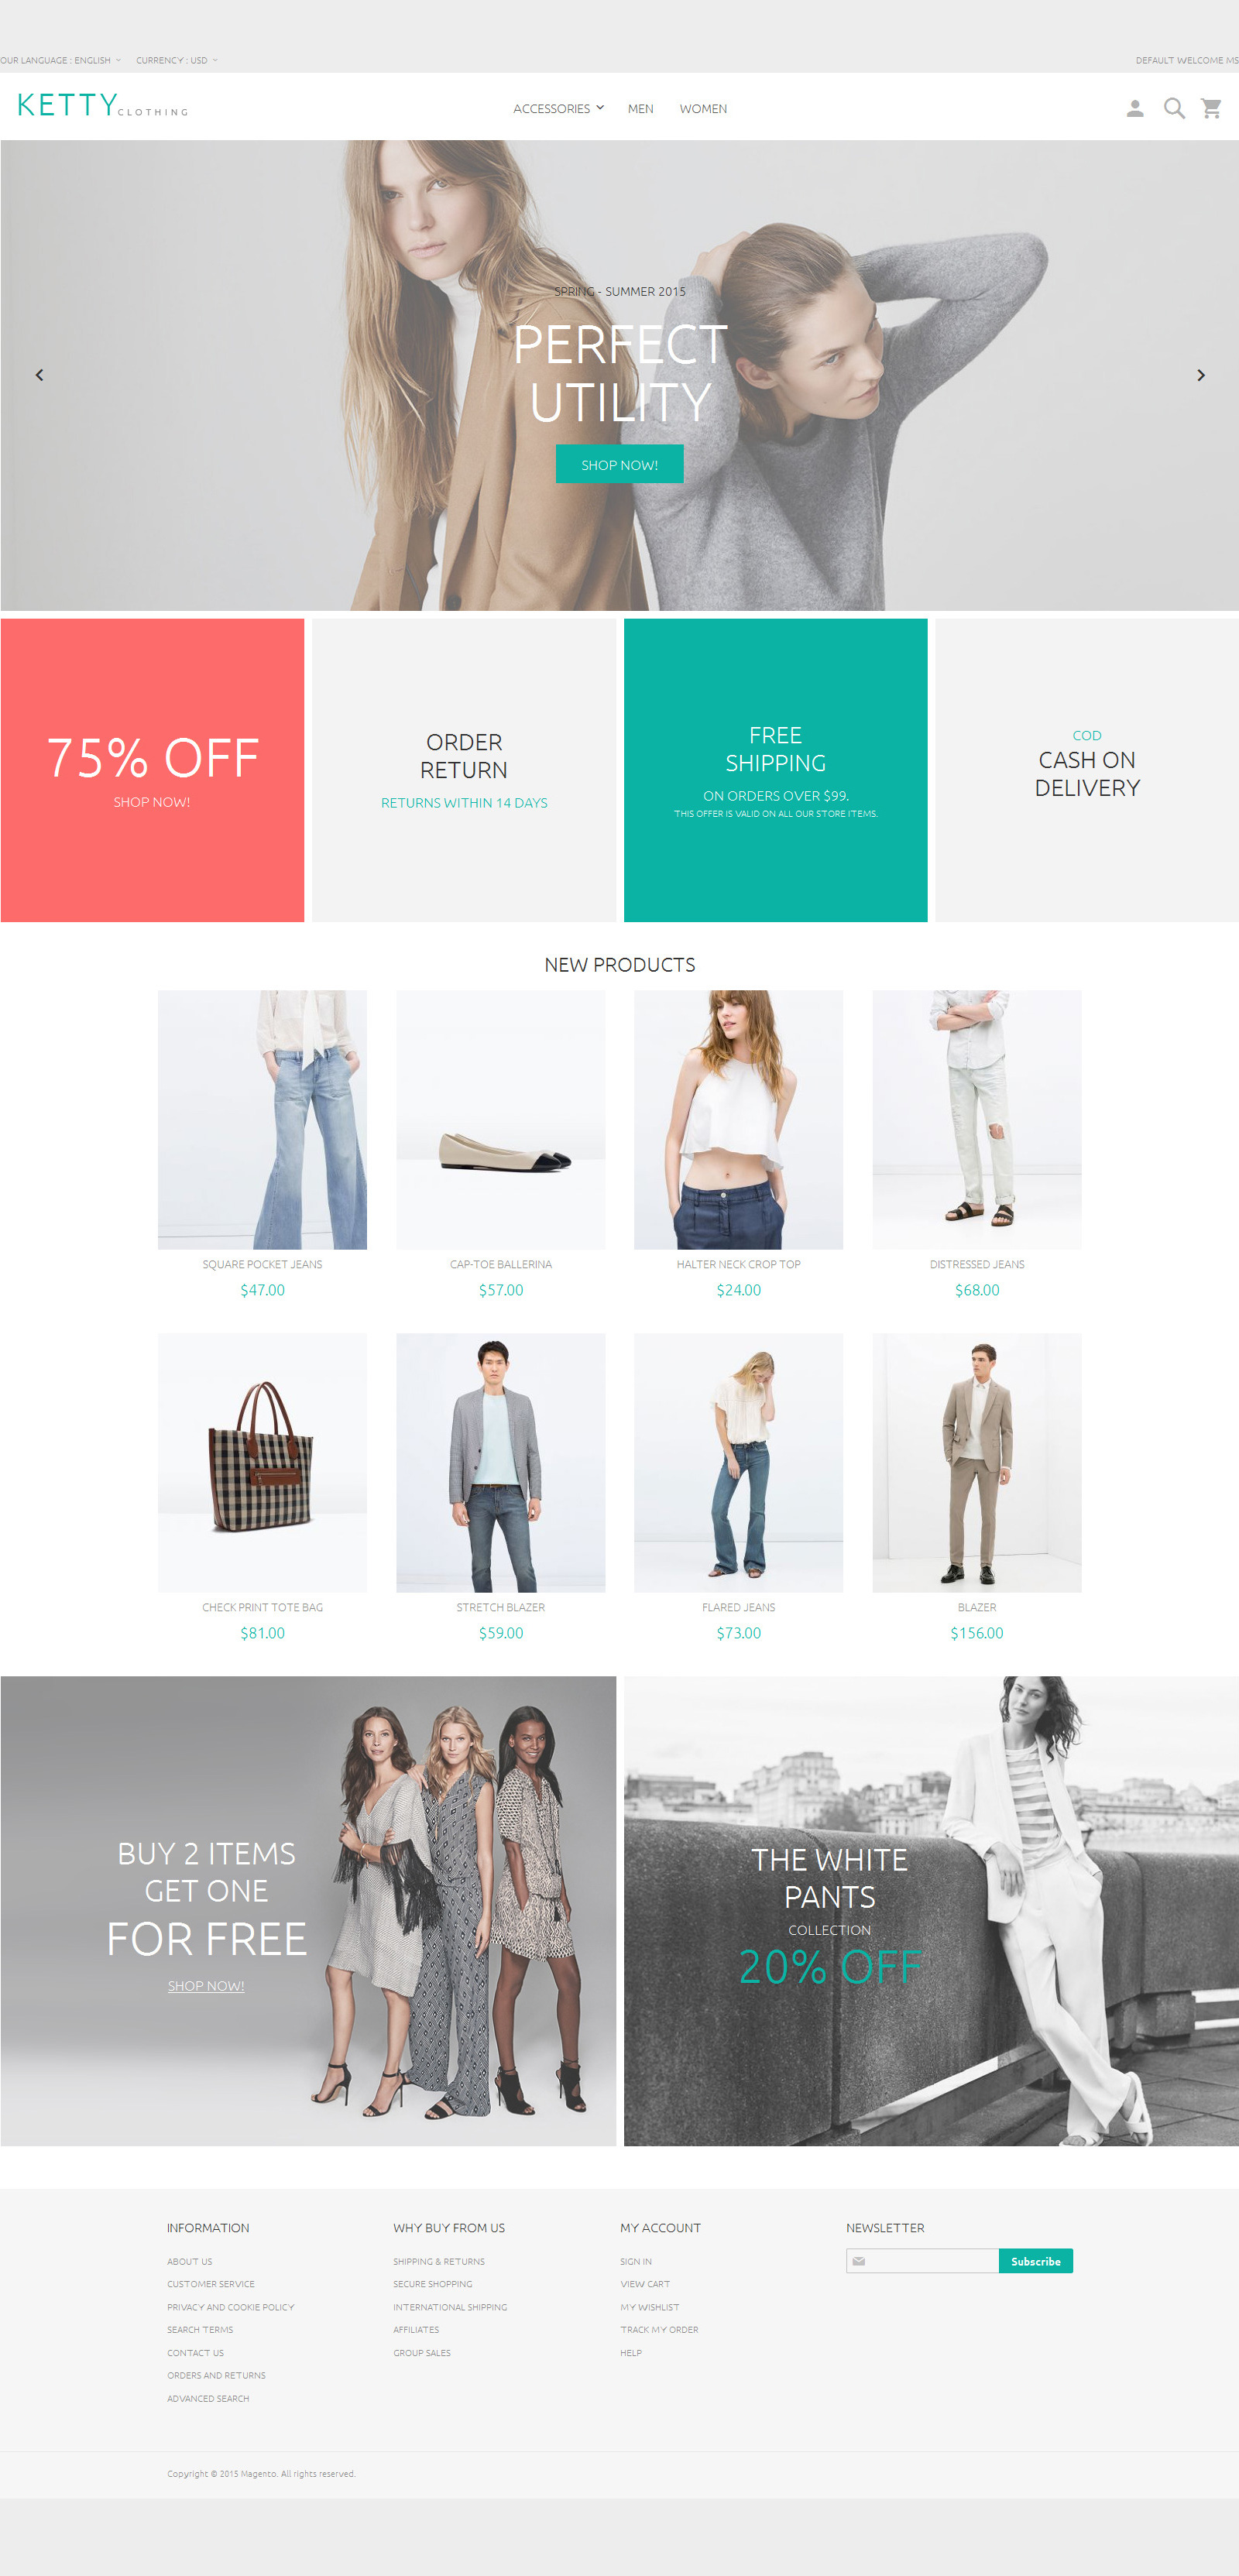 OUR LANGUAGE : ENGLISH CURRENCY : USD DEFAULT WELCOME MS
KETTY CLOTHING
ACCESSORIES MEN WOMEN
SPRING - SUMMER 2015
PERFECT
UTILITY
SHOP NOW!
75% OFF
SHOP NOW!
ORDER
RETURN
RETURNS WITHIN 14 DAYS
FREE
SHIPPING
ON ORDERS OVER $99.
THIS OFFER IS VALID ON ALL OUR STORE ITEMS.
COD
CASH ON
DELIVERY
NEW PRODUCTS
SQUARE POCKET JEANS
$47.00
CAP-TOE BALLERINA
$57.00
HALTER NECK CROP TOP
$24.00
DISTRESSED JEANS
$68.00
CHECK PRINT TOTE BAG
$81.00
STRETCH BLAZER
$59.00
FLARED JEANS
$73.00
BLAZER
$156.00
BUY 2 ITEMS
GET ONE
FOR FREE
SHOP NOW!
THE WHITE
PANTS
COLLECTION
20% OFF
INFORMATION
ABOUT US
CUSTOMER SERVICE
PRIVACY AND COOKIE POLICY
SEARCH TERMS
CONTACT US
ORDERS AND RETURNS
ADVANCED SEARCH
WHY BUY FROM US
SHIPPING & RETURNS
SECURE SHOPPING
INTERNATIONAL SHIPPING
AFFILIATES
GROUP SALES
MY ACCOUNT
SIGN IN
VIEW CART
MY WISHLIST
TRACK MY ORDER
HELP
NEWSLETTER
Subscribe
Copyright © 2015 Magento. All rights reserved.